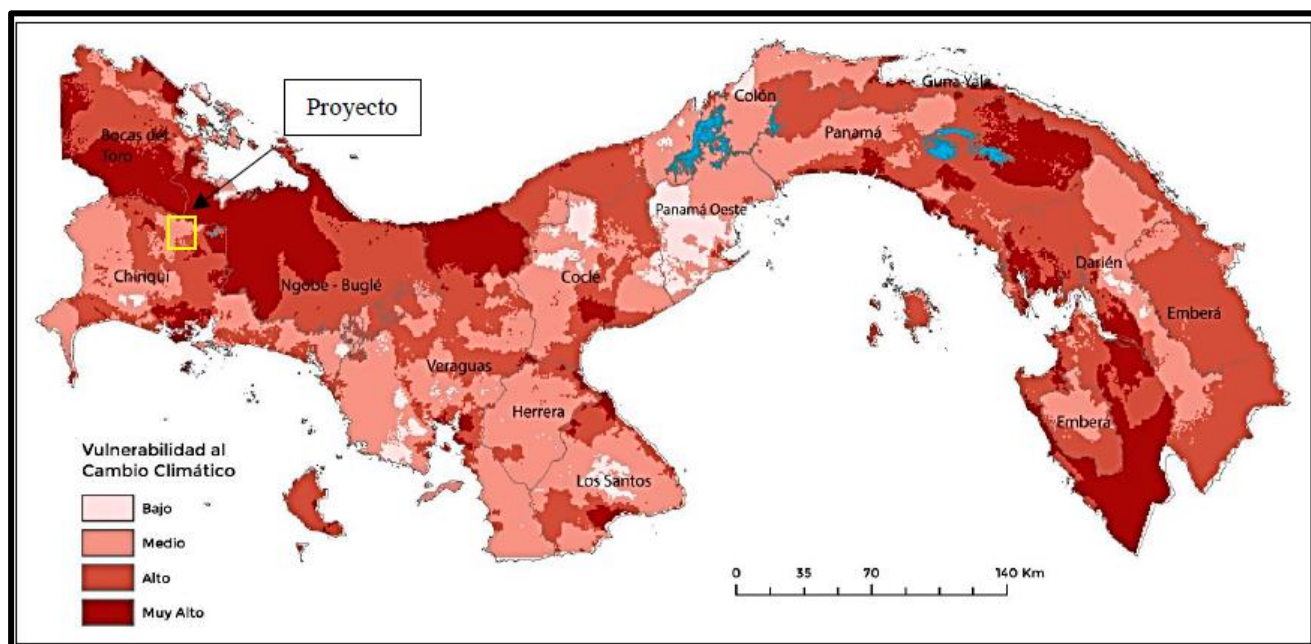 Proyecto
Bocas del
Toro
Chiriquí
Ngöbe - Buglé
Veraguas
Herrera
Los Santos
Coclé
Colón
Panamá Oeste
Panamá
Guna Yala
Darién
Emberá
Emberá
Vulnerabilidad al
Cambio Climático
Bajo
Medio
Alto
Muy Alto
0 35 70 140 Km